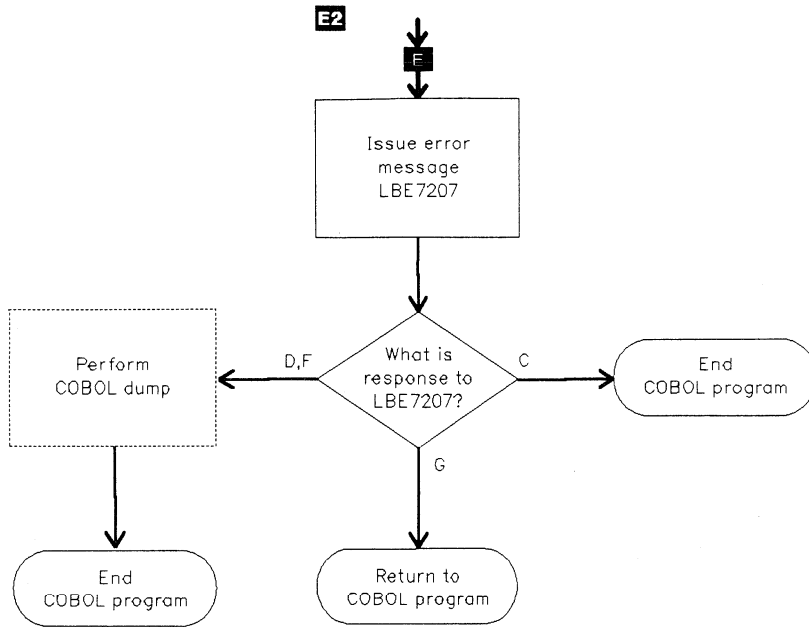 E2
E
Issue error
message
LBE7207
D,F
What is
response to
LBE7207?
C
Perform
COBOL dump
End
COBOL program
G
End
COBOL program
Return to
COBOL program